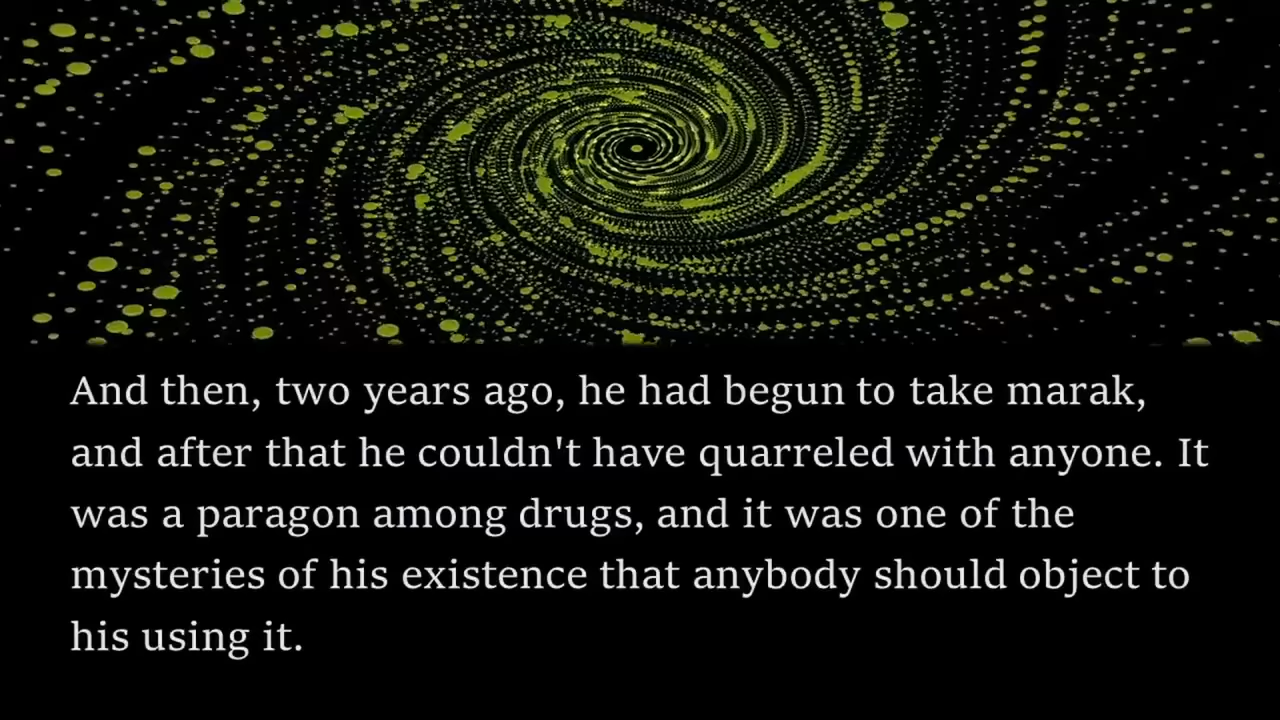 And then, two years ago, he had begun to take marak,
and after that he couldn't have quarreled with anyone. It
was a paragon among drugs, and it was one of the
mysteries of his existence that anybody should object to
his using it.